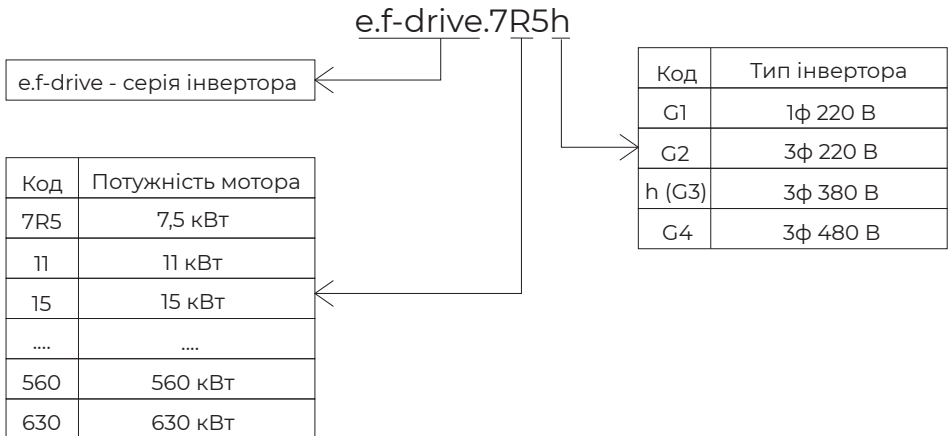 e.f-drive.7R5h
e.f-drive - серія інвертора
Код Потужність мотора
7R5 7,5 кВт
11 11 кВт
15 15 кВт
.... ....
560 560 кВт
630 630 кВт
Код Тип інвертора
G1 1ф 220 В
G2 3ф 220 В
h (G3) 3ф 380 В
G4 3ф 480 В